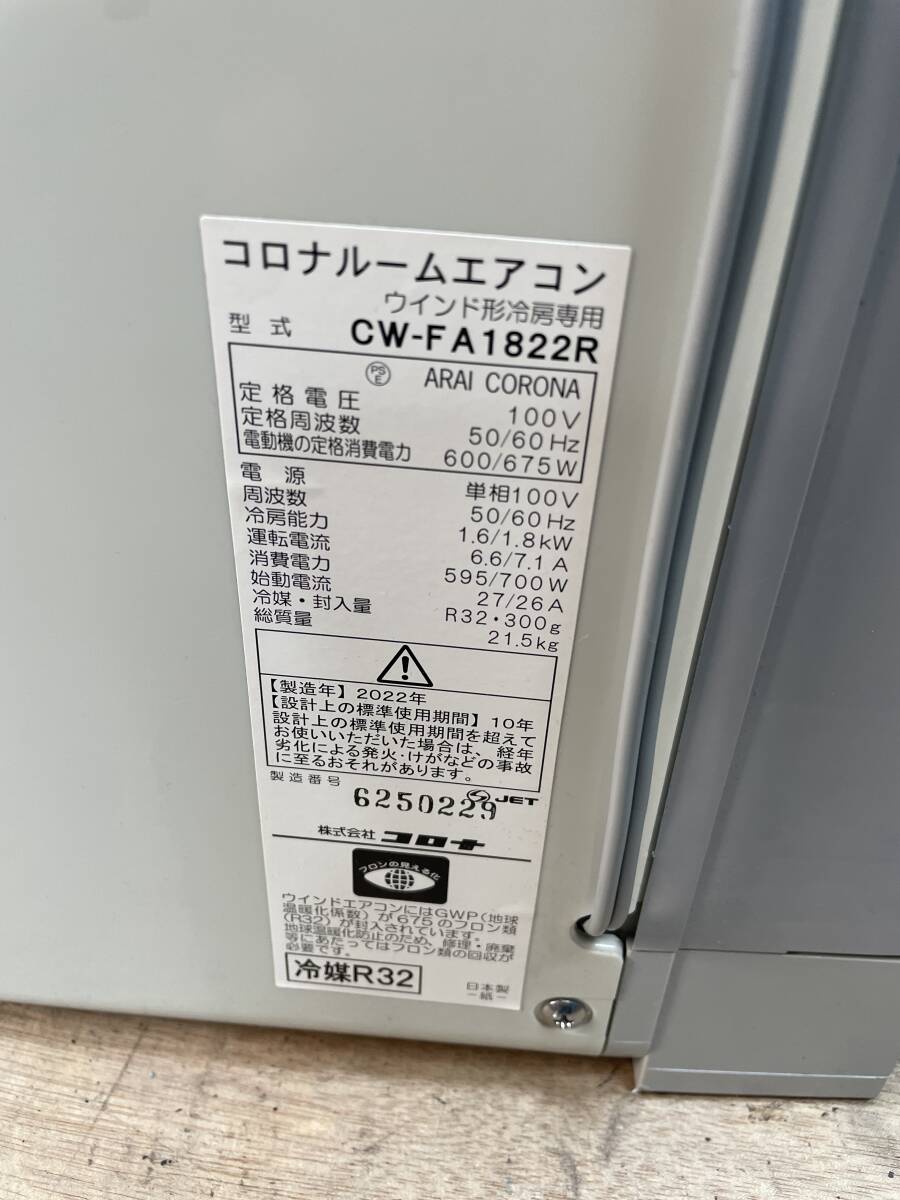 コロナルームエアコン
ウインド形冷房専用
型式 CW-FA1822R
PS E ARAI CORONA
定格電圧 100V
定格周波数 50/60Hz
電動機の定格消費電力 600/675W
電源 単相100V
周波数 50/60Hz
冷房能力 1.6/1.8kW
運転電流 6.6/7.1A
消費電力 595/700W
始動電流 27/26A
冷媒・封入量 R32・300g
総質量 21.5kg
【製造年】2022年
【設計上の標準使用期間】10年
設計上の標準使用期間を超えて
お使いいただいた場合は、経年
劣化による発火・けがなどの事故
に至るおそれがあります。
製造番号 6250229 JET
株式会社 コロナ
フロンの見える化
ウインドエアコンにはGWP(地球
温暖化係数)が675のフロン類
(R32)が封入されています。
地球温暖化防止のため、修理・廃棄
等にあたってはフロン類の回収が
必要です。
冷媒R32
日本製
-紙-